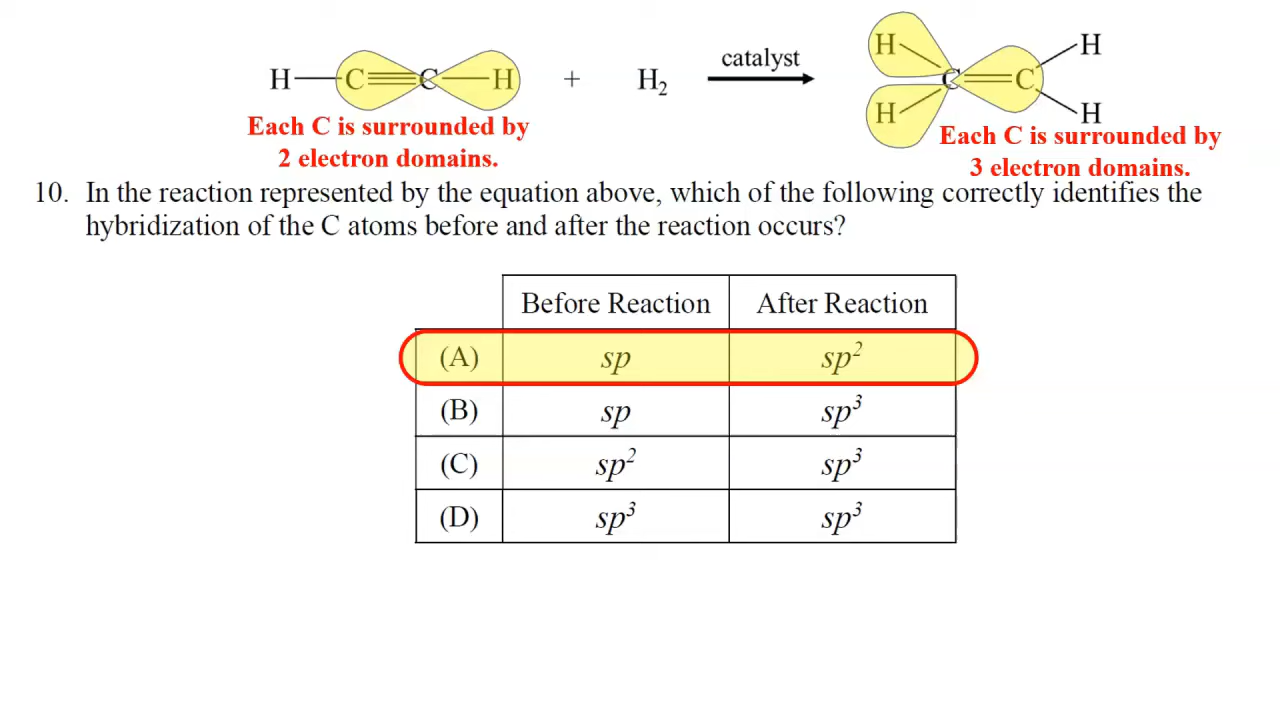 H—C≡C—H + H₂ catalyst H H C=C H H
Each C is surrounded by
2 electron domains.
Each C is surrounded by
3 electron domains.
10. In the reaction represented by the equation above, which of the following correctly identifies the
hybridization of the C atoms before and after the reaction occurs?
Before Reaction After Reaction
(A) sp sp²
(B) sp sp³
(C) sp² sp³
(D) sp³ sp³